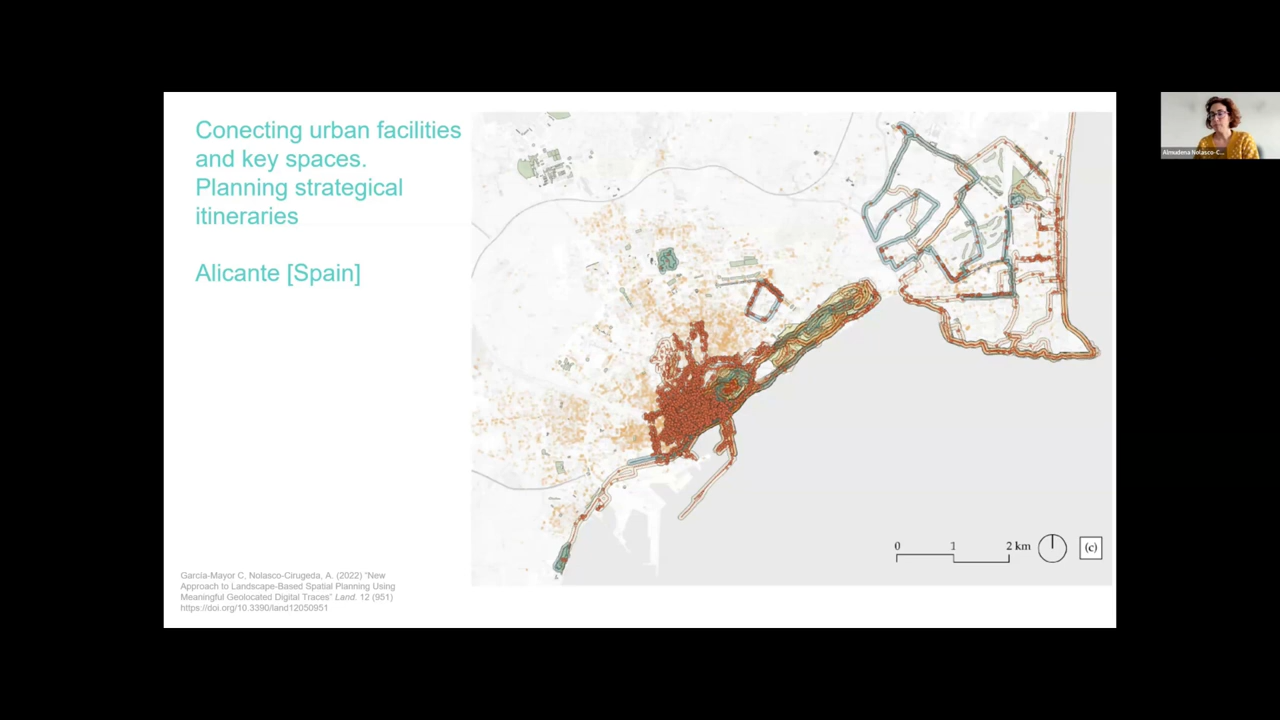 Conecting urban facilities
and key spaces.
Planning strategical
itineraries
Alicante [Spain]
Garcia-Mayor C, Nolasco-Cirugeda, A. (2022) "New
Approach to Landscape-Based Spatial Planning Using
Meaningful Geolocated Digital Traces" Land. 12 (951)
https://doi.org/10.3390/land12050951
0 1 2 km
(c)
Almudena Nolasco-C...